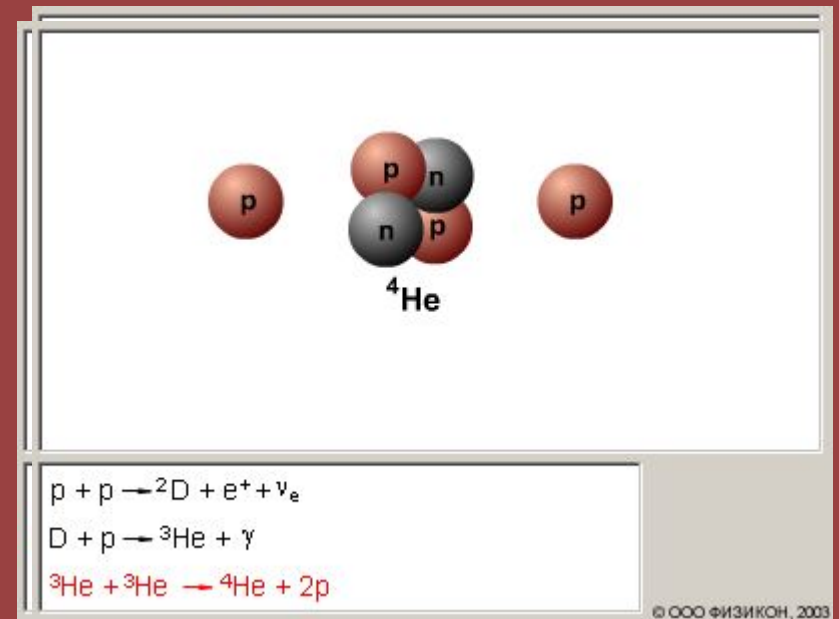 p
p
n
p
n
p
⁴He
p + p → ²D + e⁺ + νₑ
D + p → ³He + γ
³He + ³He → ⁴He + 2p
© ООО ФИЗИКОН, 2003